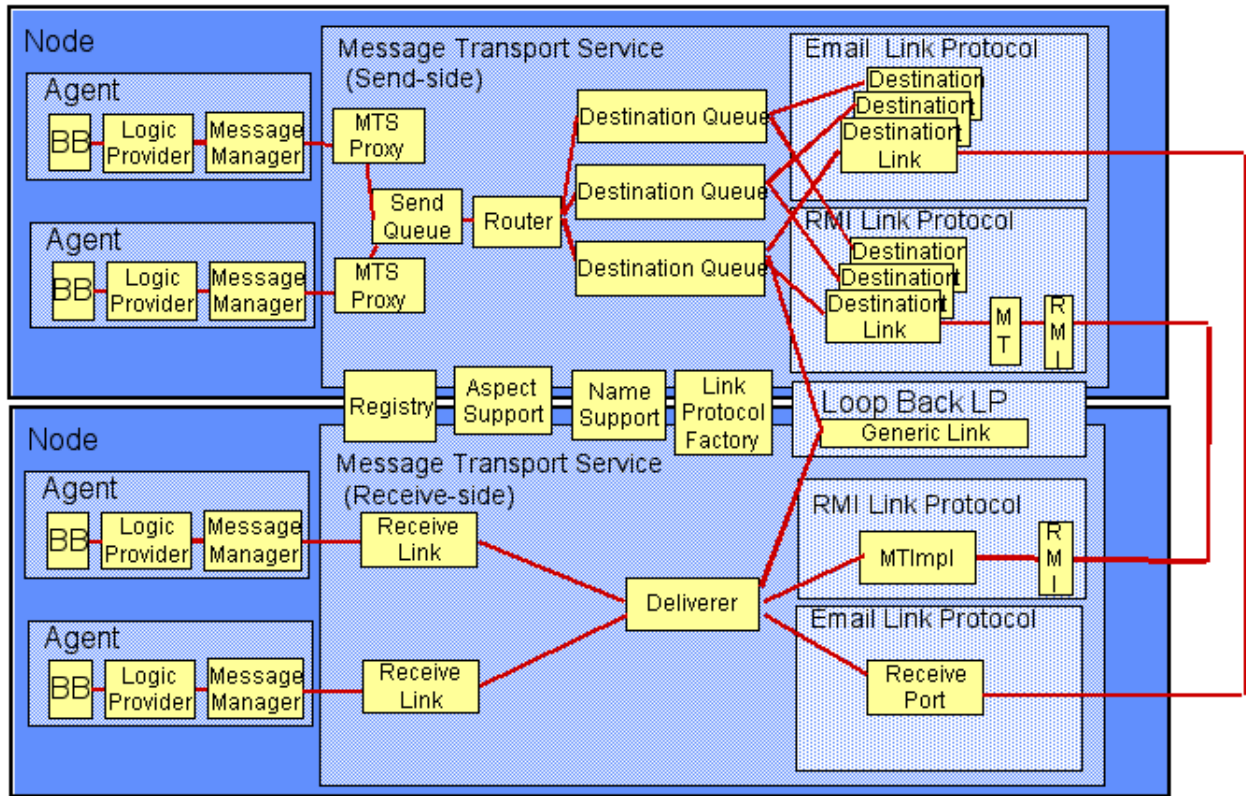 Node
Message Transport Service
(Send-side)
Agent
BB
Logic
Provider
Message
Manager
MTS
Proxy
Agent
BB
Logic
Provider
Message
Manager
MTS
Proxy
Send
Queue
Router
Destination Queue
Destination Queue
Destination Queue
Email Link Protocol
Destination
Destination
Destination
Link
RMI Link Protocol
Destination
Destination
Destination
Link
M
T
R
M
I
Registry
Aspect
Support
Name
Support
Link
Protocol
Factory
Loop Back LP
Generic Link
Node
Message Transport Service
(Receive-side)
Agent
BB
Logic
Provider
Message
Manager
Receive
Link
Agent
BB
Logic
Provider
Message
Manager
Receive
Link
Deliverer
RMI Link Protocol
MTImpl
R
M
I
Email Link Protocol
Receive
Port